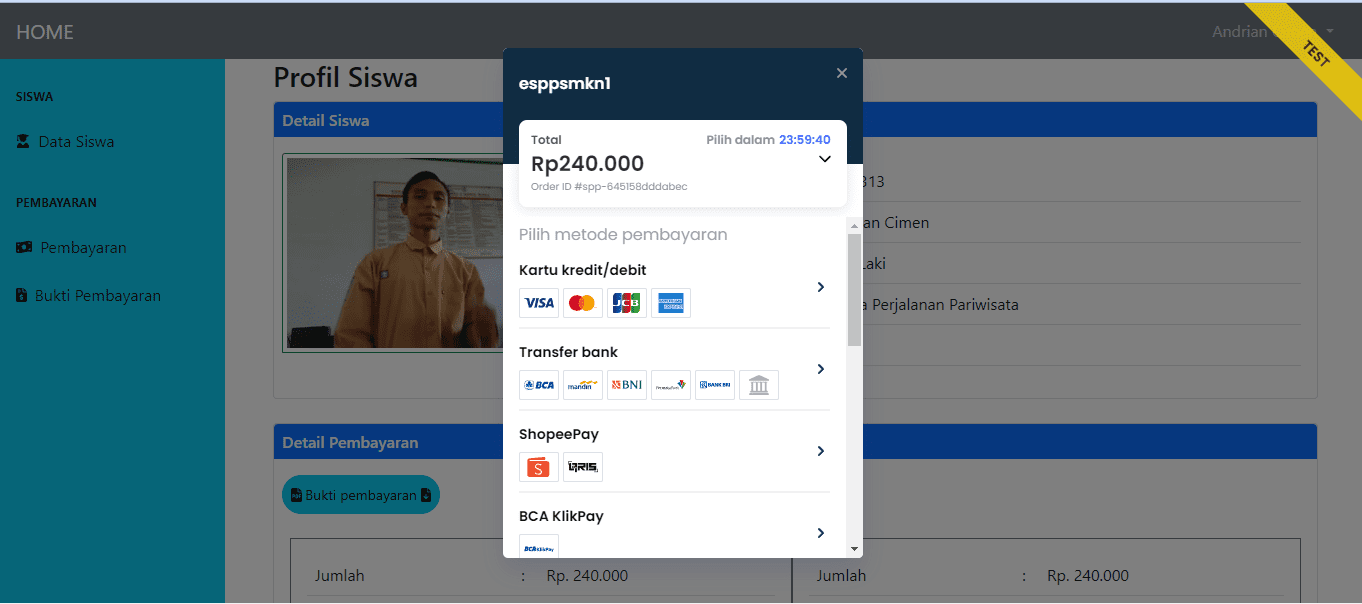 HOME
Andrian
TEST
Profil Siswa
SISWA
Data Siswa
PEMBAYARAN
Pembayaran
Bukti Pembayaran
Detail Siswa
313
an Cimen
Laki
a Perjalanan Pariwisata
Detail Pembayaran
Bukti pembayaran
Jumlah : Rp. 240.000
Jumlah : Rp. 240.000
esppsmkn1
Total
Pilih dalam 23:59:40
Rp240.000
Order ID #spp-645158dddabec
Pilih metode pembayaran
Kartu kredit/debit
VISA
JCB
Transfer bank
BCA
mandiri
BNI
BANK BRI
ShopeePay
S
QRIS
BCA KlikPay
BCA KlikPay